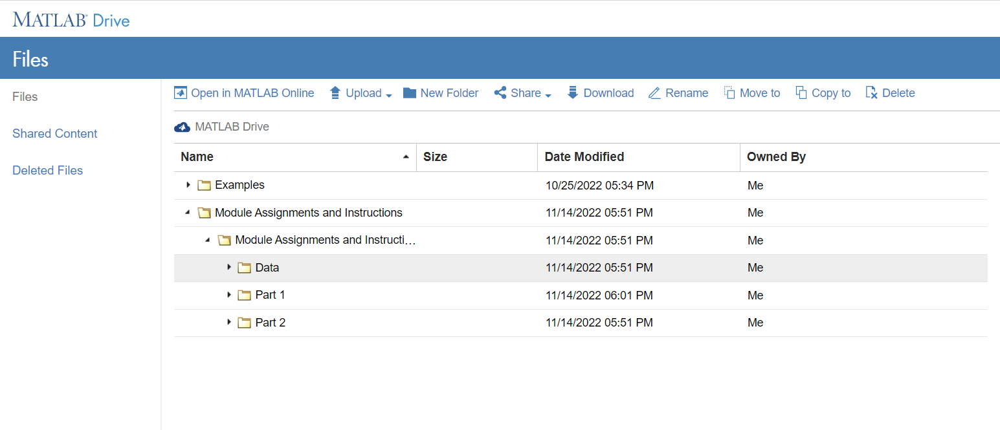 MATLAB® Drive
Files
Files
Shared Content
Deleted Files
Open in MATLAB Online Upload New Folder Share Download Rename Move to Copy to Delete
MATLAB Drive
Name Size Date Modified Owned By
Examples 10/25/2022 05:34 PM Me
Module Assignments and Instructions 11/14/2022 05:51 PM Me
Module Assignments and Instructi... 11/14/2022 05:51 PM Me
Data 11/14/2022 05:51 PM Me
Part 1 11/14/2022 06:01 PM Me
Part 2 11/14/2022 05:51 PM Me